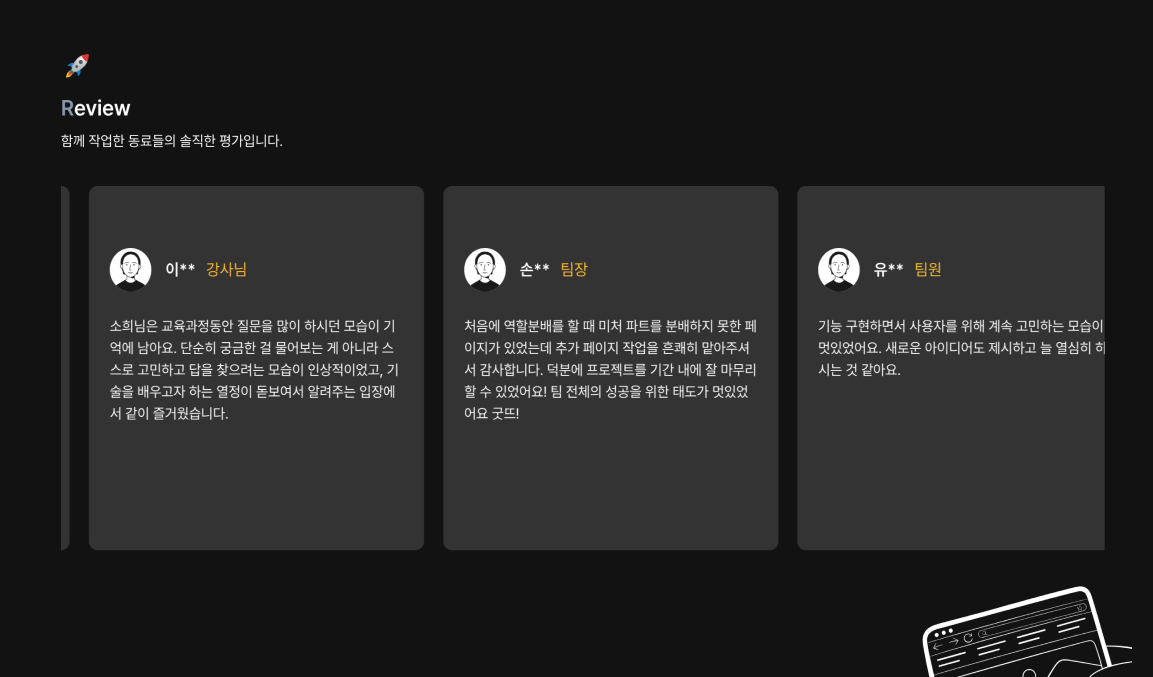 Review
함께 작업한 동료들의 솔직한 평가입니다.
이** 강사님
소희님은 교육과정동안 질문을 많이 하시던 모습이 기
억에 남아요. 단순히 궁금한 걸 물어보는 게 아니라 스
스로 고민하고 답을 찾으려는 모습이 인상적이었고, 기
술을 배우고자 하는 열정이 돋보여서 알려주는 입장에
서 같이 즐거웠습니다.
손** 팀장
처음에 역할분배를 할 때 미처 파트를 분배하지 못한 페
이지가 있었는데 추가 페이지 작업을 흔쾌히 맡아주셔
서 감사합니다. 덕분에 프로젝트를 기간 내에 잘 마무리
할 수 있었어요! 팀 전체의 성공을 위한 태도가 멋있었
어요 굿뜨!
유** 팀원
기능 구현하면서 사용자를 위해 계속 고민하는 모습이
멋있었어요. 새로운 아이디어도 제시하고 늘 열심히 하
시는 것 같아요.